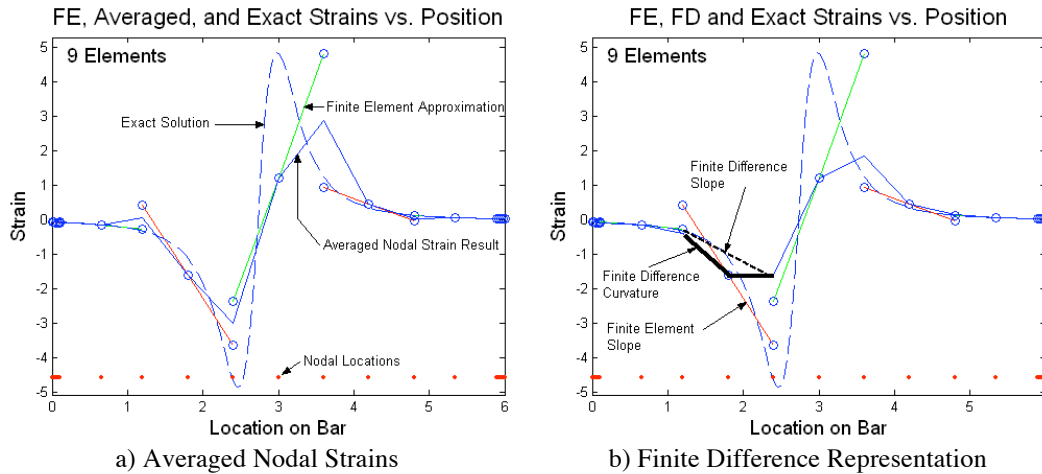 FE, Averaged, and Exact Strains vs. Position
9 Elements
Finite Element Approximation
Exact Solution
Averaged Nodal Strain Result
Nodal Locations
Strain
5
4
3
2
1
0
-1
-2
-3
-4
-5
0 1 2 3 4 5 6
Location on Bar
a) Averaged Nodal Strains
FE, FD and Exact Strains vs. Position
9 Elements
Finite Difference
Slope
Finite Difference
Curvature
Finite Element
Slope
Strain
5
4
3
2
1
0
-1
-2
-3
-4
-5
0 1 2 3 4 5
Location on Bar
b) Finite Difference Representation